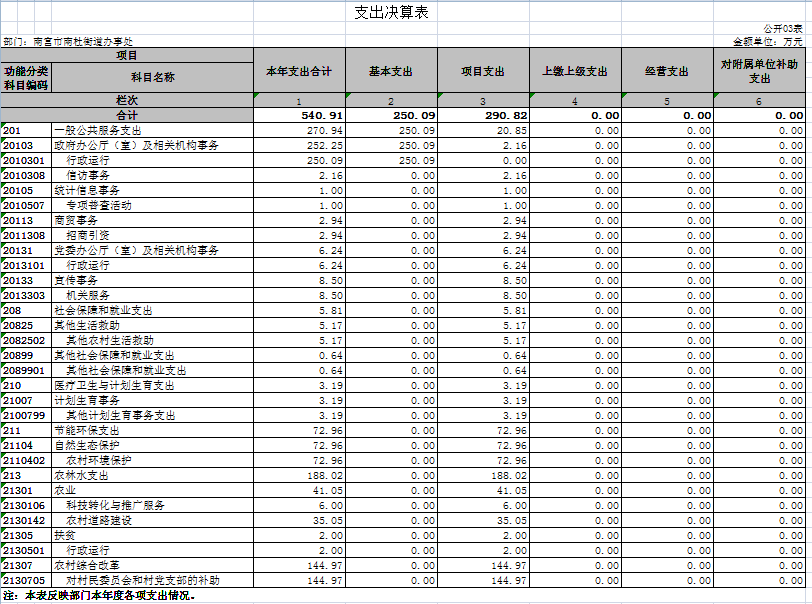 支出决算表
公开03表
部门：南宫市南杜街道办事处 金额单位：万元
项目 本年支出合计 基本支出 项目支出 上缴上级支出 经营支出 对附属单位补助支出
功能分类科目编码 科目名称
栏次 1 2 3 4 5 6
合计 540.91 250.09 290.82 0.00 0.00 0.00
201 一般公共服务支出 270.94 250.09 20.85 0.00 0.00 0.00
20103 政府办公厅（室）及相关机构事务 252.25 250.09 2.16 0.00 0.00 0.00
2010301 行政运行 250.09 250.09 0.00 0.00 0.00 0.00
2010308 信访事务 2.16 0.00 2.16 0.00 0.00 0.00
20105 统计信息事务 1.00 0.00 1.00 0.00 0.00 0.00
2010507 专项普查活动 1.00 0.00 1.00 0.00 0.00 0.00
20113 商贸事务 2.94 0.00 2.94 0.00 0.00 0.00
2011308 招商引资 2.94 0.00 2.94 0.00 0.00 0.00
20131 党委办公厅（室）及相关机构事务 6.24 0.00 6.24 0.00 0.00 0.00
2013101 行政运行 6.24 0.00 6.24 0.00 0.00 0.00
20133 宣传事务 8.50 0.00 8.50 0.00 0.00 0.00
2013303 机关服务 8.50 0.00 8.50 0.00 0.00 0.00
208 社会保障和就业支出 5.81 0.00 5.81 0.00 0.00 0.00
20825 其他生活救助 5.17 0.00 5.17 0.00 0.00 0.00
2082502 其他农村生活救助 5.17 0.00 5.17 0.00 0.00 0.00
20899 其他社会保障和就业支出 0.64 0.00 0.64 0.00 0.00 0.00
2089901 其他社会保障和就业支出 0.64 0.00 0.64 0.00 0.00 0.00
210 医疗卫生与计划生育支出 3.19 0.00 3.19 0.00 0.00 0.00
21007 计划生育事务 3.19 0.00 3.19 0.00 0.00 0.00
2100799 其他计划生育事务支出 3.19 0.00 3.19 0.00 0.00 0.00
211 节能环保支出 72.96 0.00 72.96 0.00 0.00 0.00
21104 自然生态保护 72.96 0.00 72.96 0.00 0.00 0.00
2110402 农村环境保护 72.96 0.00 72.96 0.00 0.00 0.00
213 农林水支出 188.02 0.00 188.02 0.00 0.00 0.00
21301 农业 41.05 0.00 41.05 0.00 0.00 0.00
2130106 科技转化与推广服务 6.00 0.00 6.00 0.00 0.00 0.00
2130142 农村道路建设 35.05 0.00 35.05 0.00 0.00 0.00
21305 扶贫 2.00 0.00 2.00 0.00 0.00 0.00
2130501 行政运行 2.00 0.00 2.00 0.00 0.00 0.00
21307 农村综合改革 144.97 0.00 144.97 0.00 0.00 0.00
2130705 对村民委员会和村党支部的补助 144.97 0.00 144.97 0.00 0.00 0.00
注：本表反映部门本年度各项支出情况。